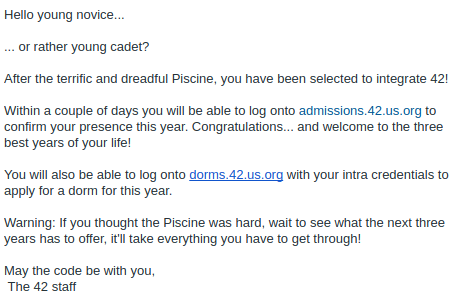 Hello young novice...
... or rather young cadet?
After the terrific and dreadful Piscine, you have been selected to integrate 42!
Within a couple of days you will be able to log onto admissions.42.us.org to
confirm your presence this year. Congratulations... and welcome to the three
best years of your life!
You will also be able to log onto dorms.42.us.org with your intra credentials to
apply for a dorm for this year.
Warning: If you thought the Piscine was hard, wait to see what the next three
years has to offer, it'll take everything you have to get through!
May the code be with you,
The 42 staff